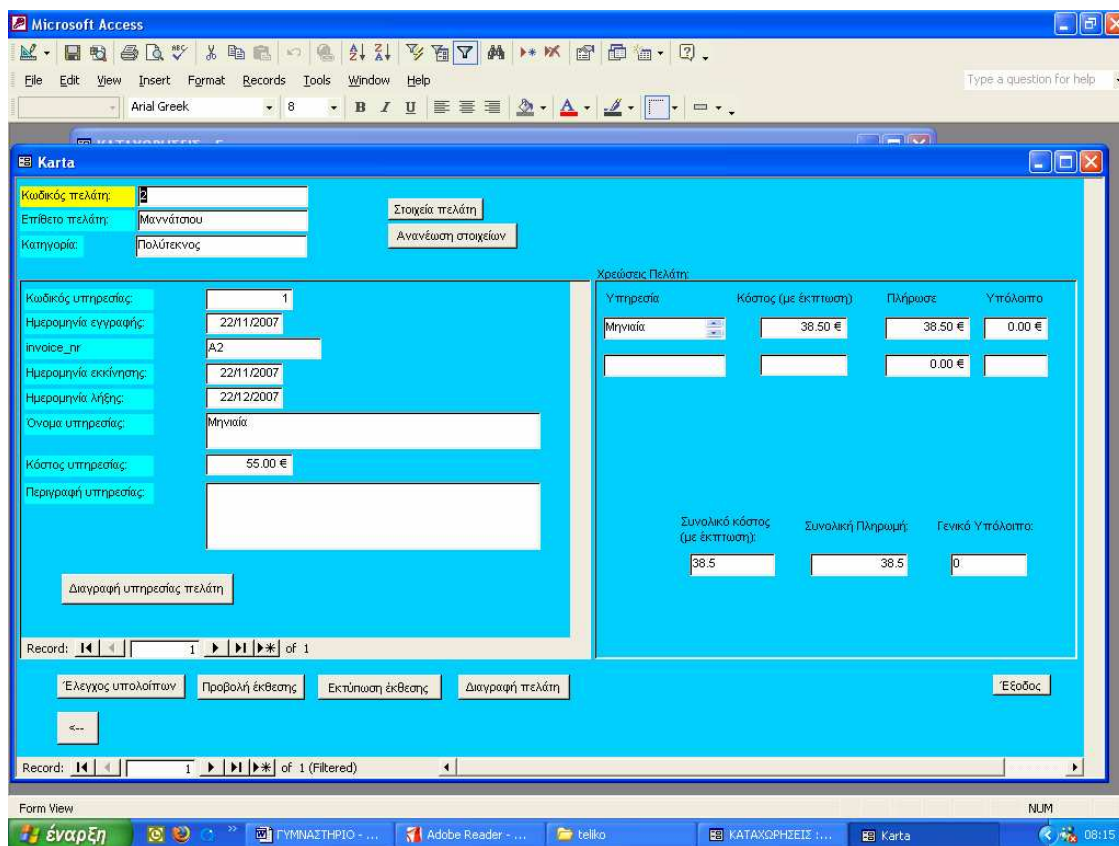 Microsoft Access
File Edit View Insert Format Records Tools Window Help
Type a question for help
Arial Greek 8 B I U
Karta
Κωδικός πελάτη: 2
Επίθετο πελάτη: Μαννάτσιου
Κατηγορία: Πολύτεκνος
Στοιχεία πελάτη
Ανανέωση στοιχείων
Κωδικός υπηρεσίας: 1
Ημερομηνία εγγραφής: 22/11/2007
invoice_nr A2
Ημερομηνία εκκίνησης: 22/11/2007
Ημερομηνία λήξης: 22/12/2007
Όνομα υπηρεσίας: Μηνιαία
Κόστος υπηρεσίας: 55.00 €
Περιγραφή υπηρεσίας:
Διαγραφή υπηρεσίας πελάτη
Record: 1 of 1
Χρεώσεις Πελάτη:
Υπηρεσία Κόστος (με έκπτωση) Πλήρωσε Υπόλοιπο
Μηνιαία 38.50 € 38.50 € 0.00 €
0.00 €
Συνολικό κόστος (με έκπτωση): Συνολική Πληρωμή: Γενικό Υπόλοιπο:
38.5 38.5 0
Έλεγχος υπολοίπων Προβολή έκθεσης Εκτύπωση έκθεσης Διαγραφή πελάτη Έξοδος
<--
Record: 1 of 1 (Filtered)
Form View NUM
έναρξη » ΓΥΜΝΑΣΤΗΡΙΟ - ... Adobe Reader - ... teliko ΚΑΤΑΧΩΡΗΣΕΙΣ : ... Karta 08:15